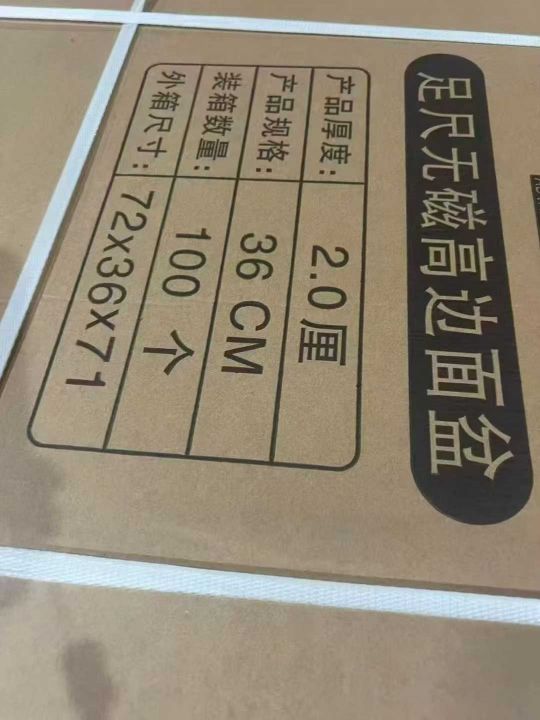 足尺无磁高边面盆
产品厚度: 2.0厘
产品规格: 36 CM
装箱数量: 100 个
外箱尺寸: 72x36x71